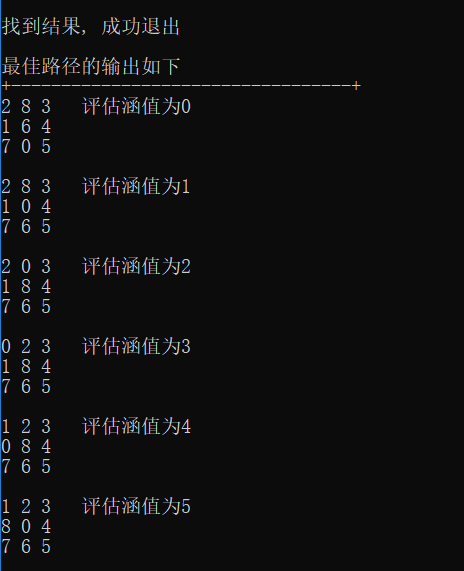 找到结果, 成功退出
最佳路径的输出如下
+----------------------------------+
2 8 3 评估涵值为0
1 6 4
7 0 5
2 8 3 评估涵值为1
1 0 4
7 6 5
2 0 3 评估涵值为2
1 8 4
7 6 5
0 2 3 评估涵值为3
1 8 4
7 6 5
1 2 3 评估涵值为4
0 8 4
7 6 5
1 2 3 评估涵值为5
8 0 4
7 6 5